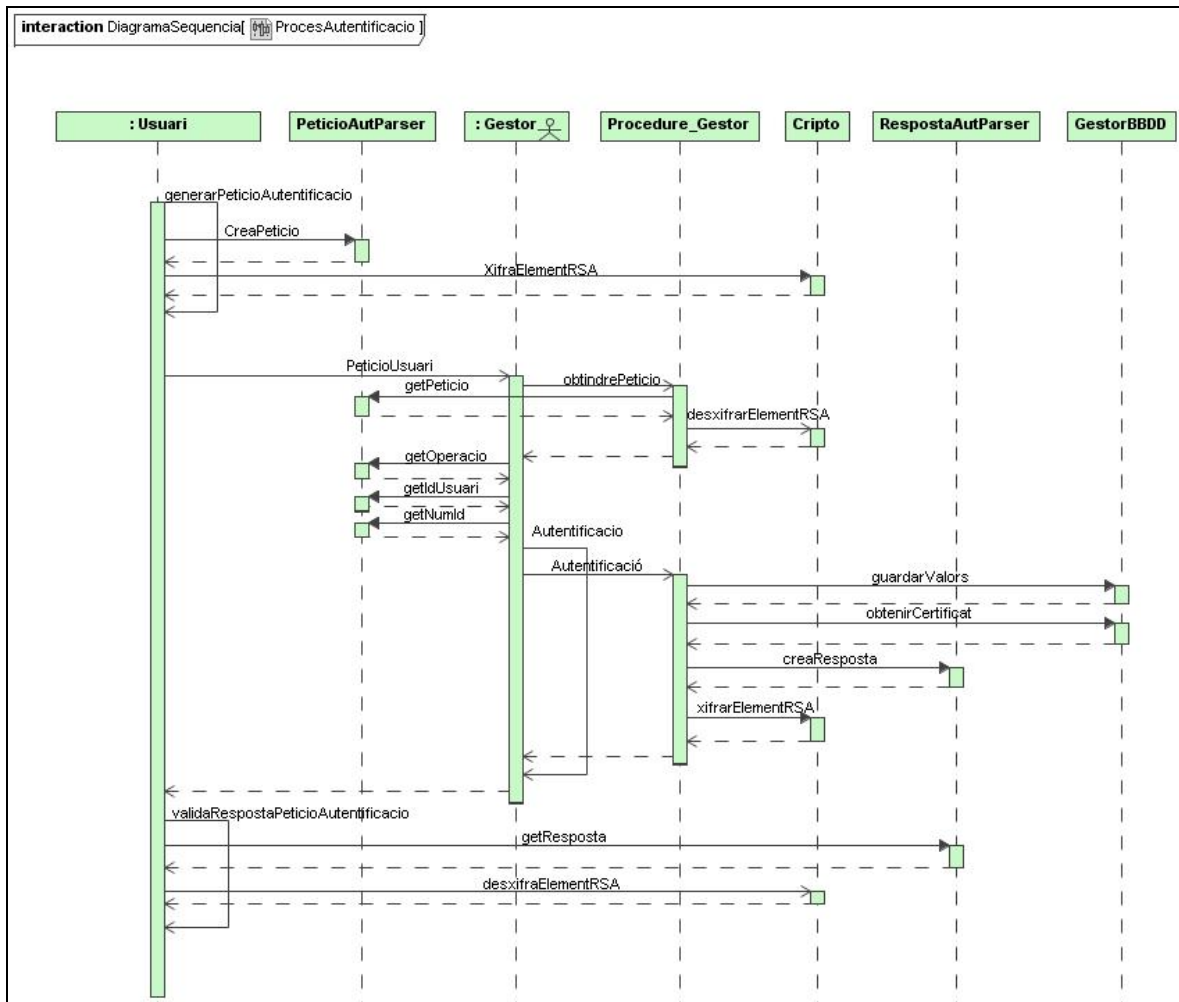 interaction DiagramaSequencia[ ProcesAutentificacio ]
: Usuari
PeticioAutParser
: Gestor
Procedure_Gestor
Cripto
RespostaAutParser
GestorBBDD
generarPeticioAutentificacio
CreaPeticio
XifraElementRSA
PeticioUsuari
obtindrePeticio
getPeticio
desxifrarElementRSA
getOperacio
getIdUsuari
getNumId
Autentificacio
Autentificació
guardarValors
obtenirCertificat
creaResposta
xifrarElementRSA
validaRespostaPeticioAutentificacio
getResposta
desxifraElementRSA